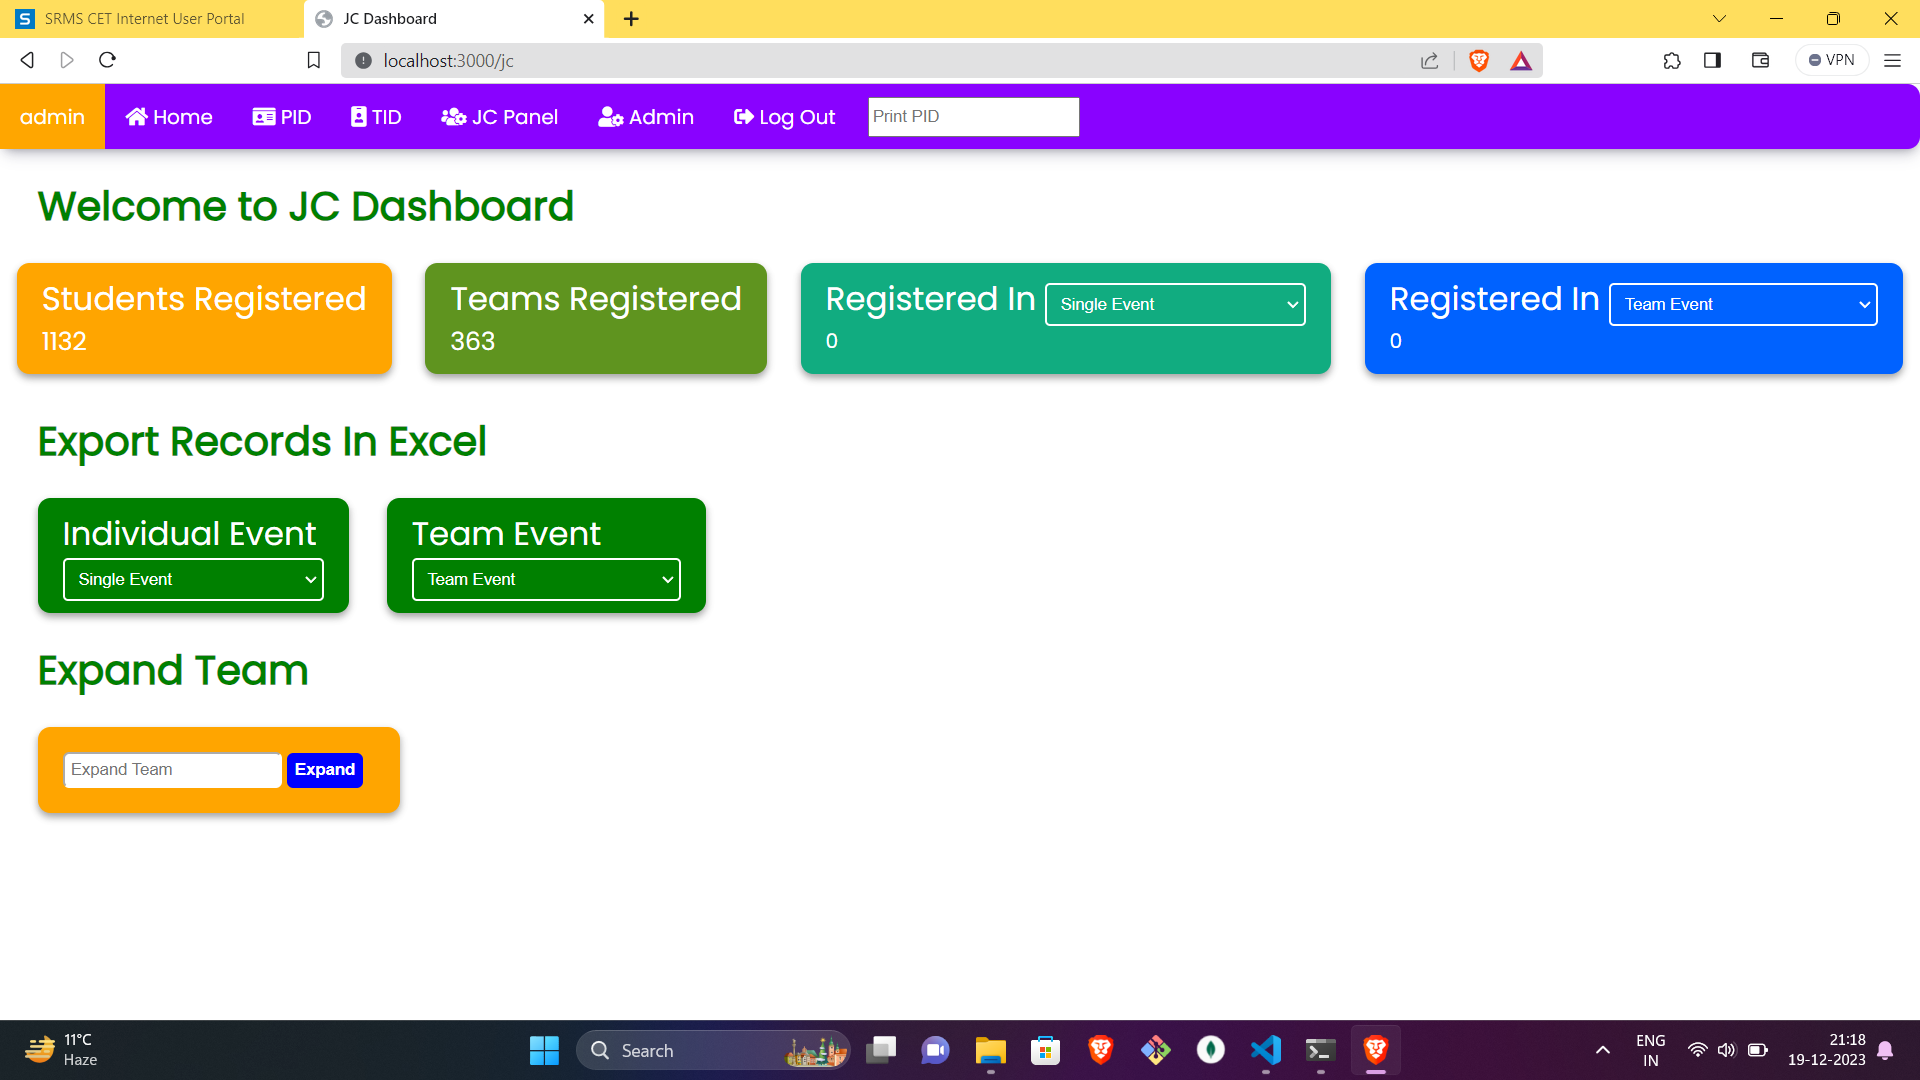 SRMS CET Internet User Portal
JC Dashboard
localhost:3000/jc
VPN
admin
Home
PID
TID
JC Panel
Admin
Log Out
Print PID
Welcome to JC Dashboard
Students Registered
1132
Teams Registered
363
Registered In Single Event
0
Registered In Team Event
0
Export Records In Excel
Individual Event
Single Event
Team Event
Team Event
Expand Team
Expand Team
Expand
11°C
Haze
Search
ENG
IN
21:18
19-12-2023